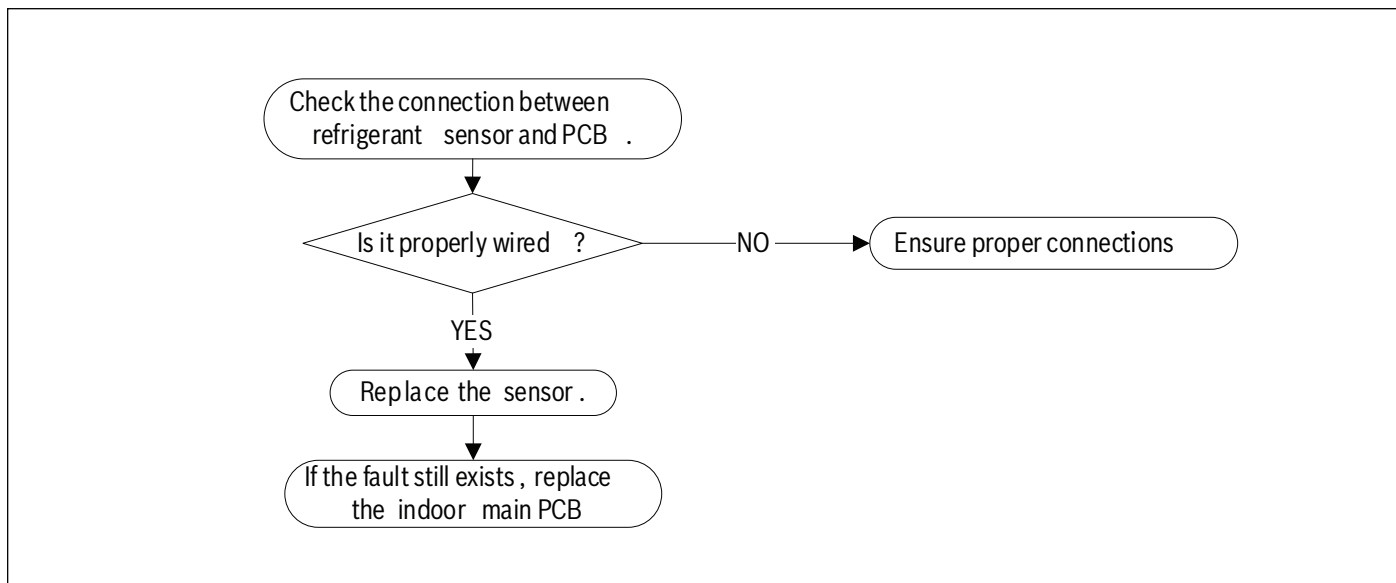 Check the connection between
refrigerant sensor and PCB .
Is it properly wired ?
NO
Ensure proper connections
YES
Replace the sensor .
If the fault still exists , replace
the indoor main PCB